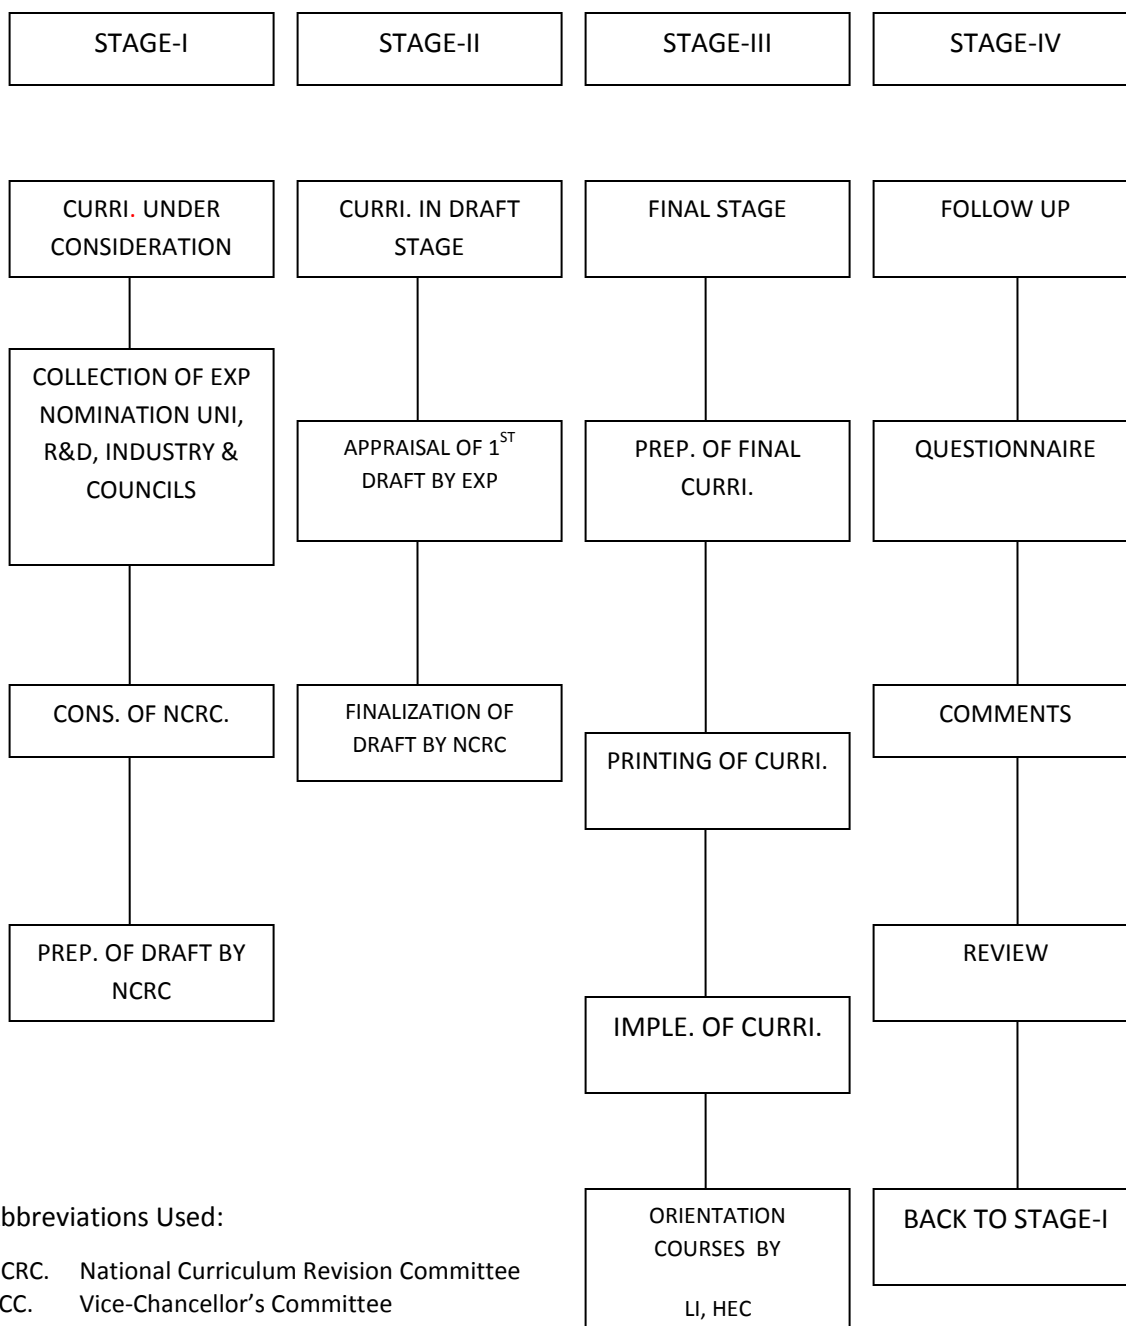 STAGE-I
STAGE-II
STAGE-III
STAGE-IV
CURRI. UNDER
CONSIDERATION
COLLECTION OF EXP
NOMINATION UNI,
R&D, INDUSTRY &
COUNCILS
CONS. OF NCRC.
PREP. OF DRAFT BY
NCRC
CURRI. IN DRAFT
STAGE
APPRAISAL OF 1ST
DRAFT BY EXP
FINALIZATION OF
DRAFT BY NCRC
FINAL STAGE
PREP. OF FINAL
CURRI.
PRINTING OF CURRI.
IMPLE. OF CURRI.
ORIENTATION
COURSES BY
LI, HEC
FOLLOW UP
QUESTIONNAIRE
COMMENTS
REVIEW
BACK TO STAGE-I
bbreviations Used:
CRC. National Curriculum Revision Committee
CC. Vice-Chancellor’s Committee